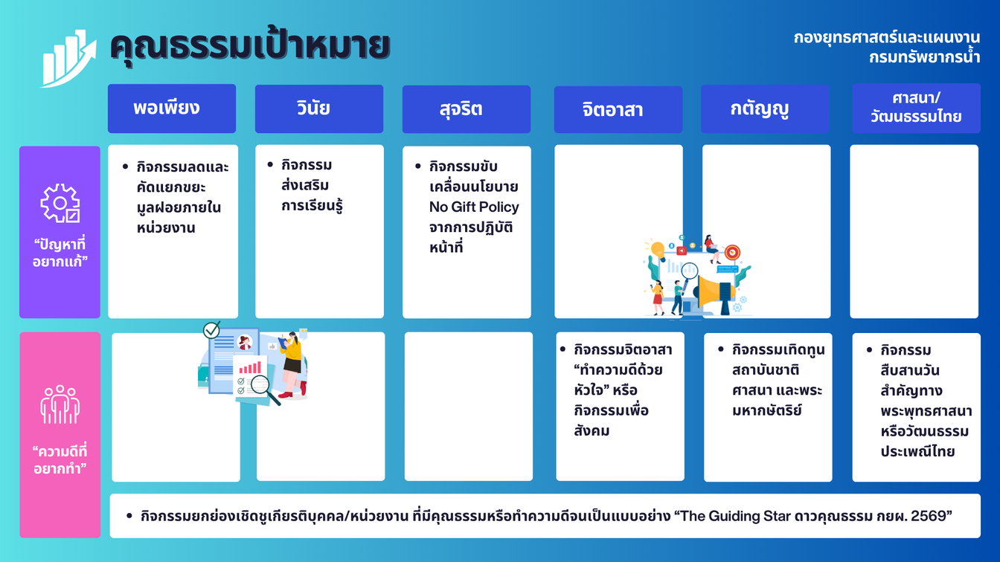 คุณธรรมเป้าหมาย
กองยุทธศาสตร์และแผนงาน
กรมทรัพยากรน้ำ
พอเพียง
วินัย
สุจริต
จิตอาสา
กตัญญู
ศาสนา/
วัฒนธรรมไทย
“ปัญหาที่
อยากแก้”
• กิจกรรมลดและ
คัดแยกขยะ
มูลฝอยภายใน
หน่วยงาน
• กิจกรรม
ส่งเสริม
การเรียนรู้
• กิจกรรมขับ
เคลื่อนนโยบาย
No Gift Policy
จากการปฏิบัติ
หน้าที่
“ความดีที่
อยากทำ”
• กิจกรรมจิตอาสา
“ทำความดีด้วย
หัวใจ” หรือ
กิจกรรมเพื่อ
สังคม
• กิจกรรมเทิดทูน
สถาบันชาติ
ศาสนา และพระ
มหากษัตริย์
• กิจกรรม
สืบสานวัน
สำคัญทาง
พระพุทธศาสนา
หรือวัฒนธรรม
ประเพณีไทย
• กิจกรรมยกย่องเชิดชูเกียรติบุคคล/หน่วยงาน ที่มีคุณธรรมหรือทำความดีจนเป็นแบบอย่าง “The Guiding Star ดาวคุณธรรม กยผ. 2569”